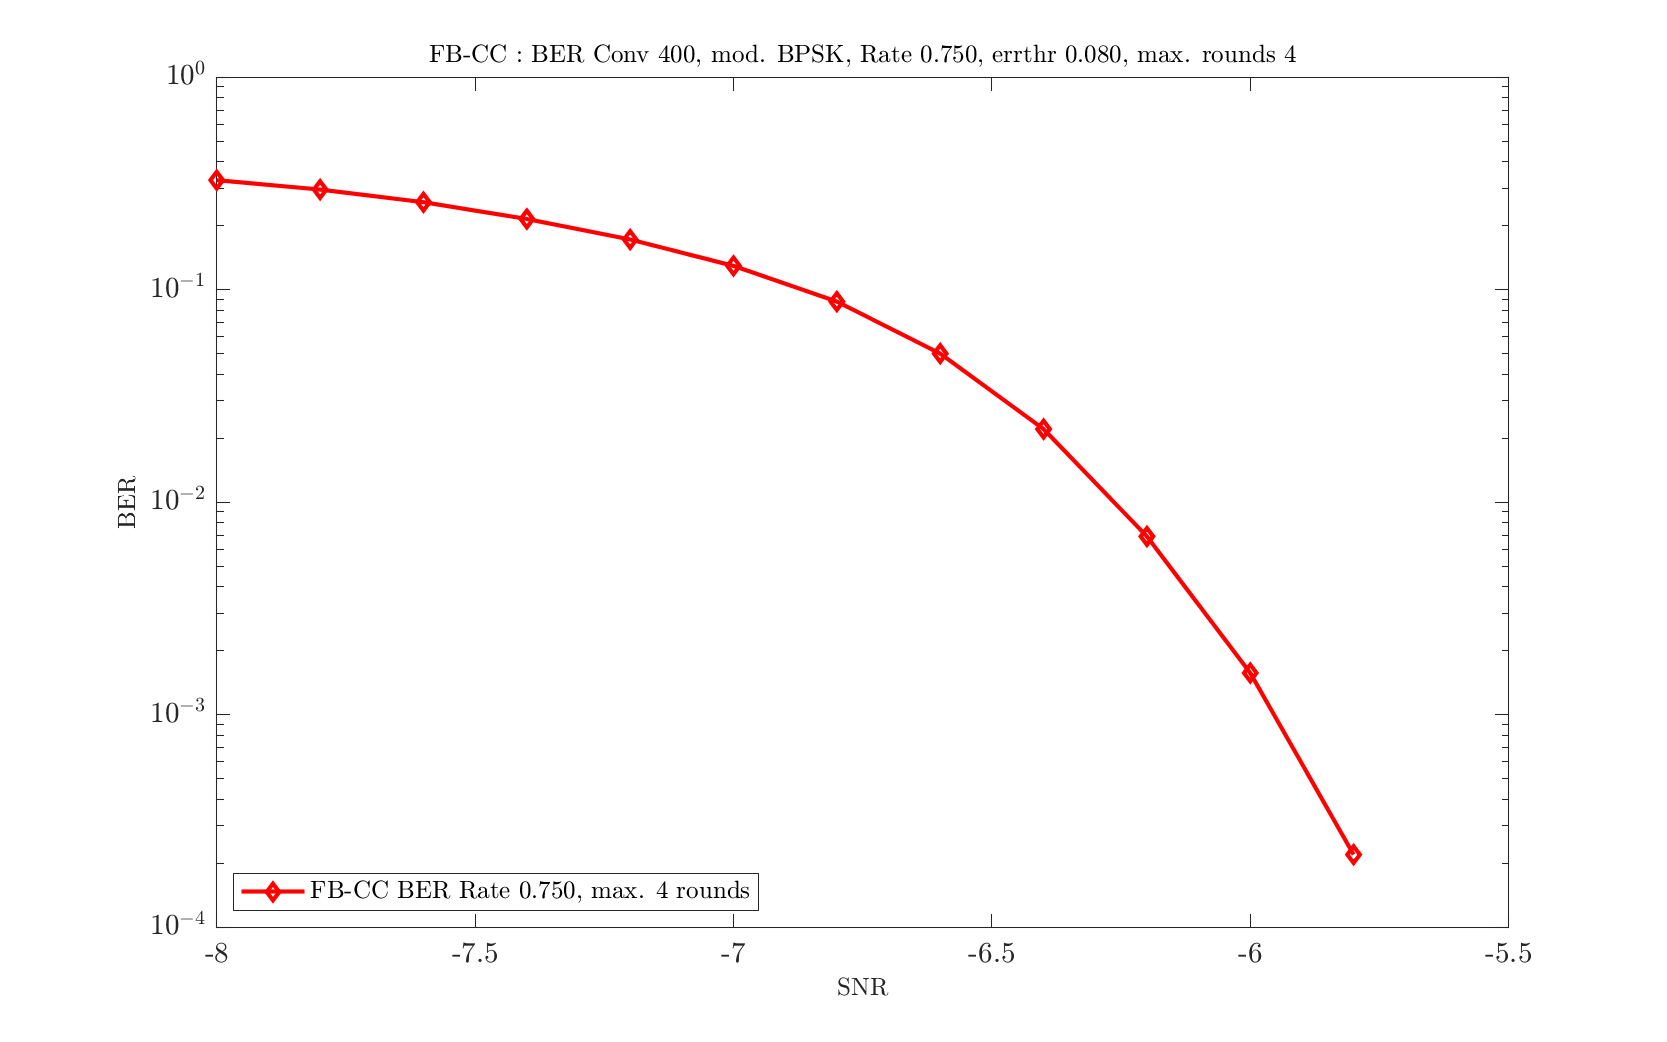 FB-CC : BER Conv 400, mod. BPSK, Rate 0.750, errthr 0.080, max. rounds 4
10^0
10^-1
10^-2
10^-3
10^-4
BER
FB-CC BER Rate 0.750, max. 4 rounds
-8 -7.5 -7 -6.5 -6 -5.5
SNR